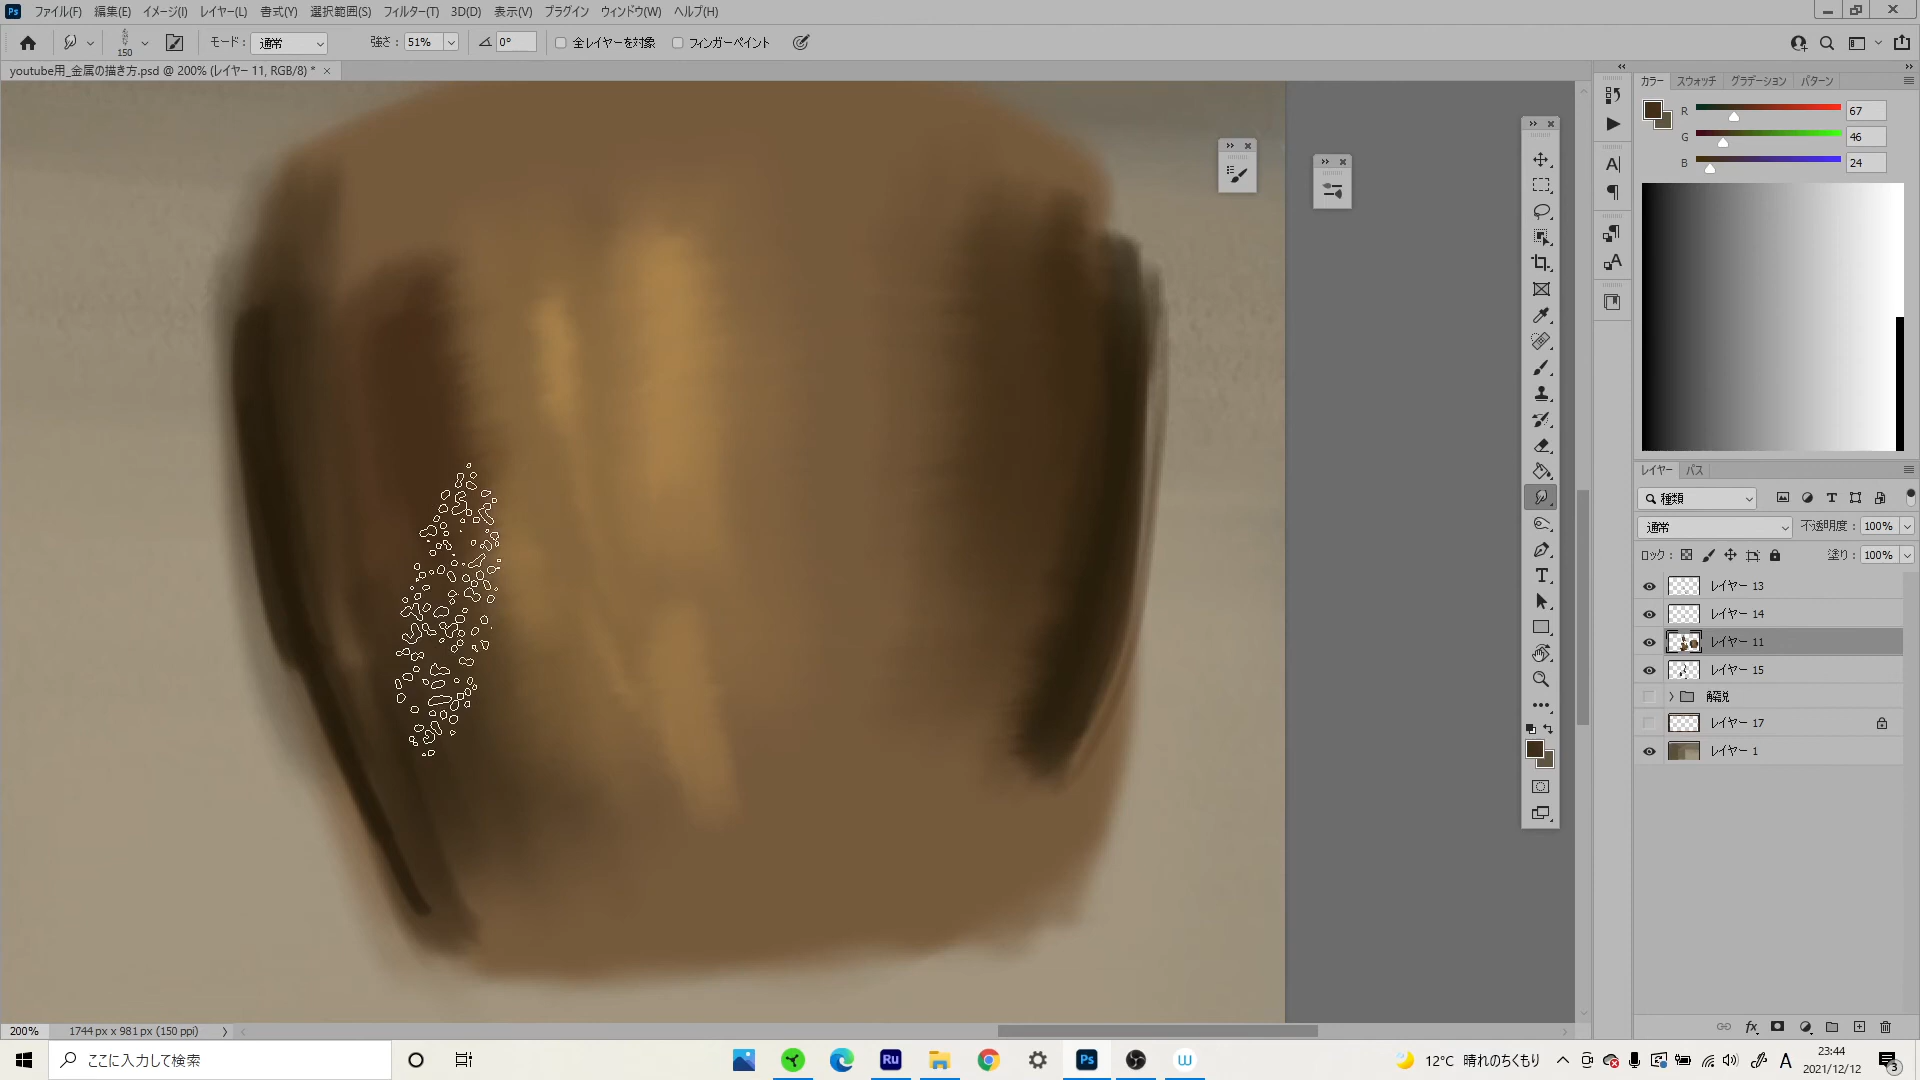 Ps ファイル(F) 編集(E) イメージ(I) レイヤー(L) 書式(Y) 選択範囲(S) フィルター(T) 3D(D) 表示(V) プラグイン ウィンドウ(W) ヘルプ(H)
150 モード： 通常 強さ： 51% 0° 全レイヤーを対象 フィンガーペイント
youtube用_金属の描き方.psd @ 200% (レイヤー 11, RGB/8) * ×
カラー スウォッチ グラデーション パターン
R 67
G 46
B 24
レイヤー パス
種類
通常 不透明度： 100%
ロック： 塗り： 100%
レイヤー 13
レイヤー 14
レイヤー 11
レイヤー 15
解説
レイヤー 17
レイヤー 1
200% 1744 px x 981 px (150 ppi)
ここに入力して検索
Ru Ps W
12°C 晴れのちくもり A 23:44
2021/12/12
3